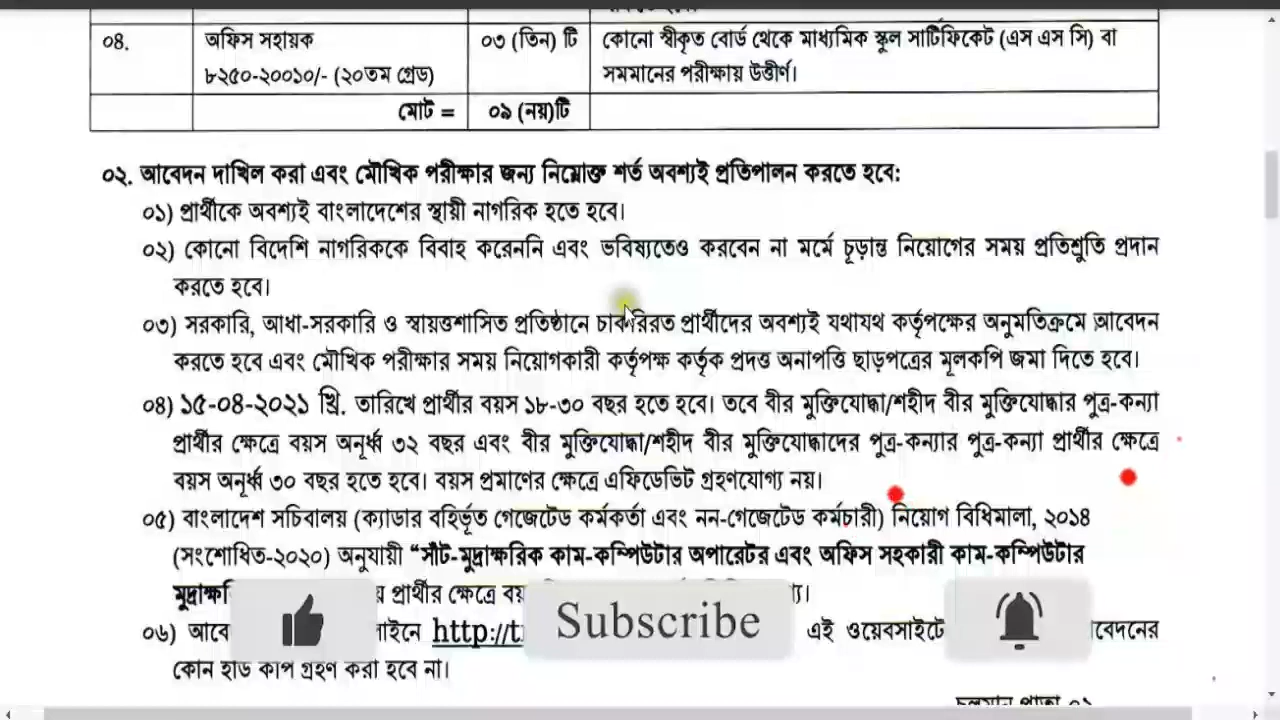 ০৪. অফিস সহায়ক ০৩ (তিন) টি কোনো স্বীকৃত বোর্ড থেকে মাধ্যমিক স্কুল সার্টিফিকেট (এস এস সি) বা
৮২৫০-২০০১০/- (২০তম গ্রেড) সমমানের পরীক্ষায় উত্তীর্ণ।
মোট = ০৯ (নয়)টি
০২. আবেদন দাখিল করা এবং মৌখিক পরীক্ষার জন্য নিম্নোক্ত শর্ত অবশ্যই প্রতিপালন করতে হবে:
০১) প্রার্থীকে অবশ্যই বাংলাদেশের স্থায়ী নাগরিক হতে হবে।
০২) কোনো বিদেশি নাগরিককে বিবাহ করেননি এবং ভবিষ্যতেও করবেন না মর্মে চূড়ান্ত নিয়োগের সময় প্রতিশ্রুতি প্রদান
করতে হবে।
০৩) সরকারি, আধা-সরকারি ও স্বায়ত্তশাসিত প্রতিষ্ঠানে চাকরিরত প্রার্থীদের অবশ্যই যথাযথ কর্তৃপক্ষের অনুমতিক্রমে আবেদন
করতে হবে এবং মৌখিক পরীক্ষার সময় নিয়োগকারী কর্তৃপক্ষ কর্তৃক প্রদত্ত অনাপত্তি ছাড়পত্রের মূলকপি জমা দিতে হবে।
০৪) ১৫-০৪-২০২১ খ্রি. তারিখে প্রার্থীর বয়স ১৮-৩০ বছর হতে হবে। তবে বীর মুক্তিযোদ্ধা/শহীদ বীর মুক্তিযোদ্ধার পুত্র-কন্যা
প্রার্থীর ক্ষেত্রে বয়স অনূর্ধ্ব ৩২ বছর এবং বীর মুক্তিযোদ্ধা/শহীদ বীর মুক্তিযোদ্ধাদের পুত্র-কন্যার পুত্র-কন্যা প্রার্থীর ক্ষেত্রে
বয়স অনূর্ধ্ব ৩০ বছর হতে হবে। বয়স প্রমাণের ক্ষেত্রে এফিডেভিট গ্রহণযোগ্য নয়।
০৫) বাংলাদেশ সচিবালয় (ক্যাডার বহির্ভূত গেজেটেড কর্মকর্তা এবং নন-গেজেটেড কর্মচারী) নিয়োগ বিধিমালা, ২০১৪
(সংশোধিত-২০২০) অনুযায়ী “সাঁট-মুদ্রাক্ষরিক কাম-কম্পিউটার অপারেটর এবং অফিস সহকারী কাম-কম্পিউটার
প্রার্থীর ক্ষেত্রে
০৬) http://t Subscribe এই ওয়েবসাইটে
কোন হার্ড কপি গ্রহণ করা হবে না।